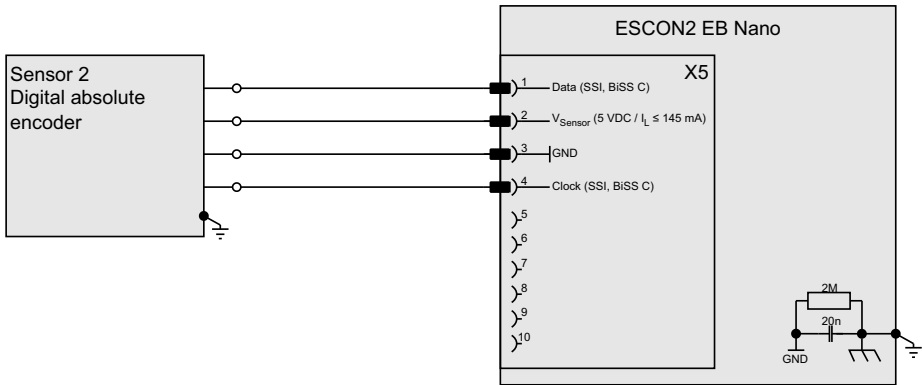 ESCON2 EB Nano
Sensor 2
Digital absolute
encoder
X5
1 Data (SSI, BiSS C)
2 VSensor (5 VDC / IL ≤ 145 mA)
3 GND
4 Clock (SSI, BiSS C)
5
6
7
8
9
10
2M
20n
GND